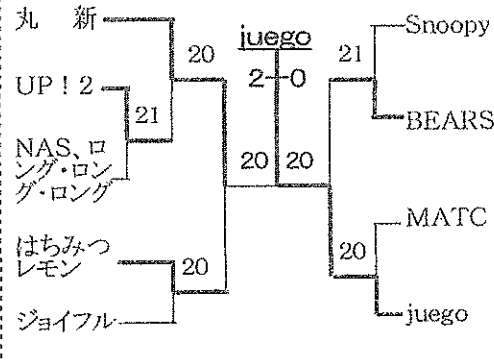 丸 新
20
juego
21
Snoopy
UP！2
2 0
21
BEARS
NAS、ロ
ング・ロン
グ・ロング
20 20
MATC
はちみつ
レモン
20
20
ジョイフル
juego